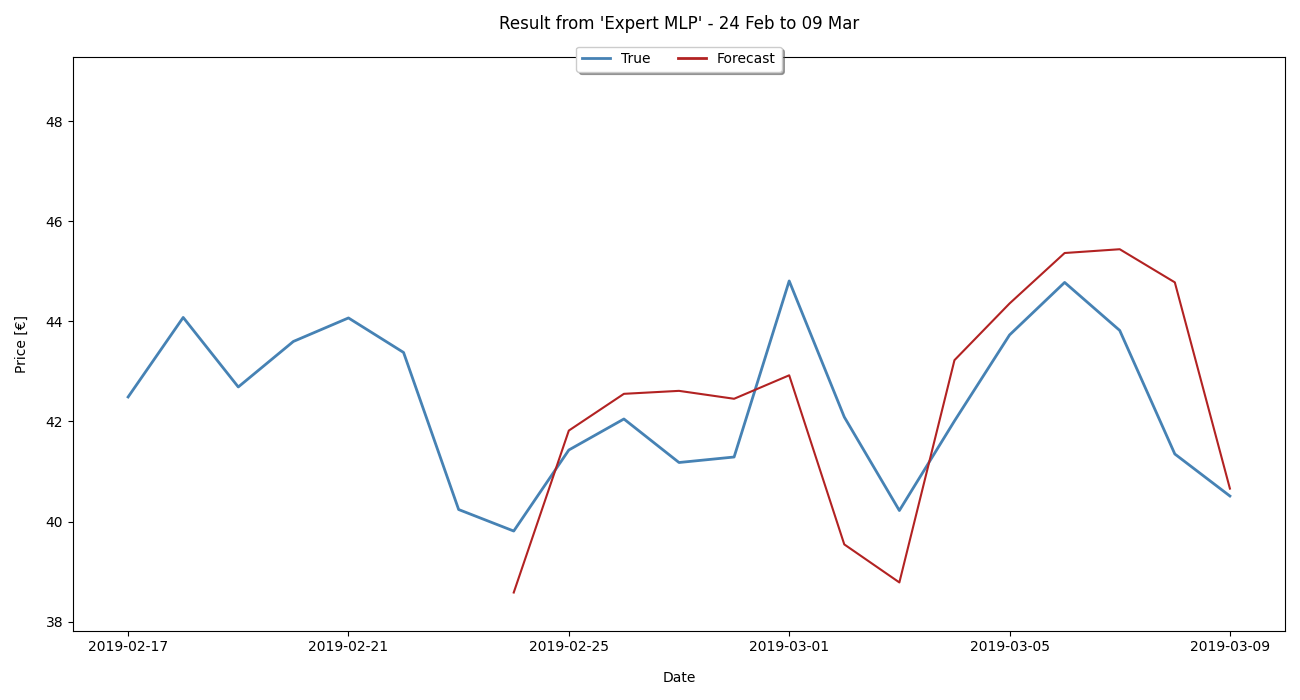 Result from 'Expert MLP' - 24 Feb to 09 Mar
True Forecast
48
46
44
42
40
38
Price [€]
2019-02-17 2019-02-21 2019-02-25 2019-03-01 2019-03-05 2019-03-09
Date